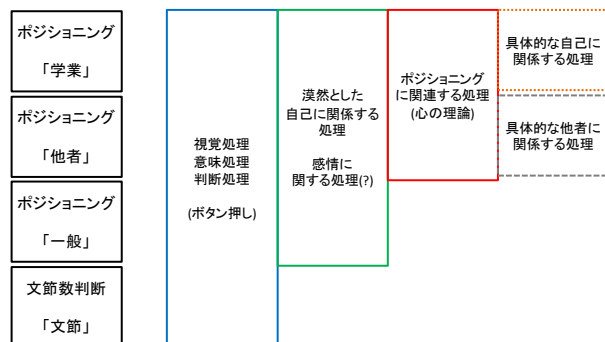 ポジショニング
「学業」
ポジショニング
「他者」
ポジショニング
「一般」
文節数判断
「文節」
視覚処理
意味処理
判断処理
(ボタン押し)
漠然とした
自己に関係する
処理
感情に
関する処理(?)
ポジショニング
に関連する処理
(心の理論)
具体的な自己に
関係する処理
具体的な他者に
関係する処理